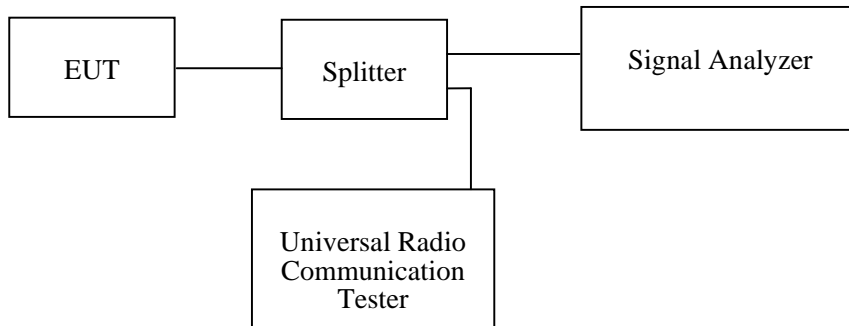 EUT
Splitter
Signal Analyzer
Universal Radio
Communication
Tester